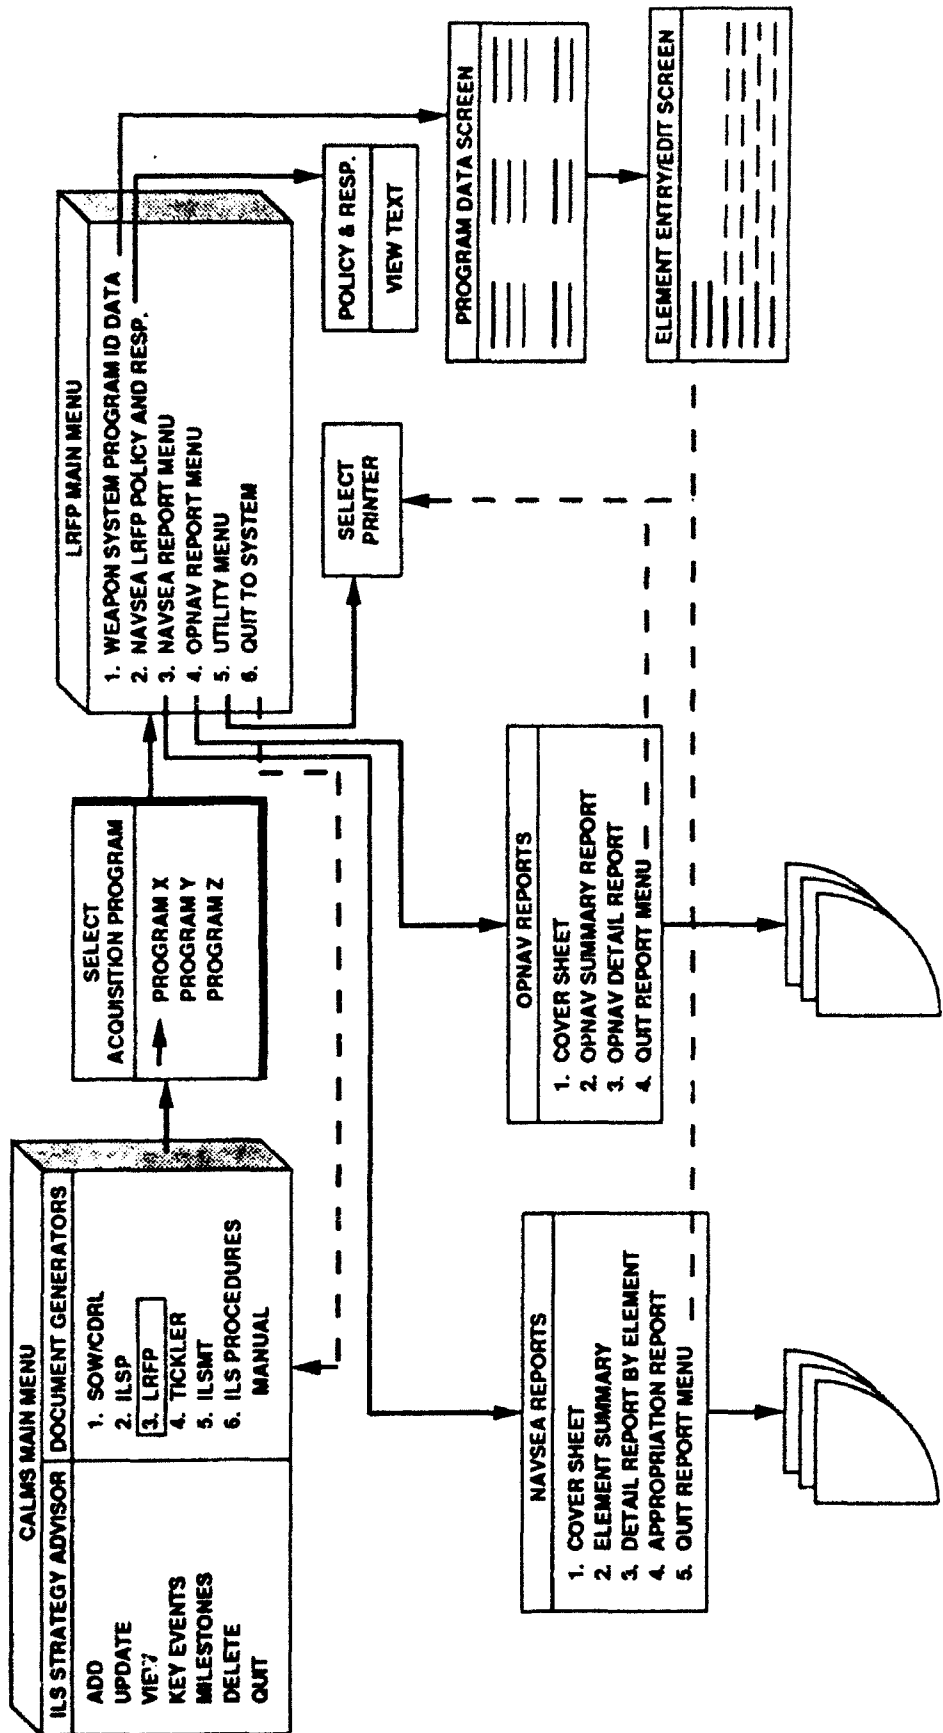 CALMS MAIN MENU
ILS STRATEGY ADVISOR
ADD
UPDATE
VIEW
KEY EVENTS
MILESTONES
DELETE
QUIT
DOCUMENT GENERATORS
1. SOW/CDRL
2. ILSP
3. LRFP
4. TICKLER
5. ILSMT
6. ILS PROCEDURES
MANUAL
SELECT
ACQUISITION PROGRAM
PROGRAM X
PROGRAM Y
PROGRAM Z
LRFP MAIN MENU
1. WEAPON SYSTEM PROGRAM ID DATA
2. NAVSEA LRFP POLICY AND RESP.
3. NAVSEA REPORT MENU
4. OPNAV REPORT MENU
5. UTILITY MENU
6. QUIT TO SYSTEM
SELECT
PRINTER
POLICY & RESP.
VIEW TEXT
PROGRAM DATA SCREEN
ELEMENT ENTRY/EDIT SCREEN
NAVSEA REPORTS
1. COVER SHEET
2. ELEMENT SUMMARY
3. DETAIL REPORT BY ELEMENT
4. APPROPRIATION REPORT
5. QUIT REPORT MENU
OPNAV REPORTS
1. COVER SHEET
2. OPNAV SUMMARY REPORT
3. OPNAV DETAIL REPORT
4. QUIT REPORT MENU